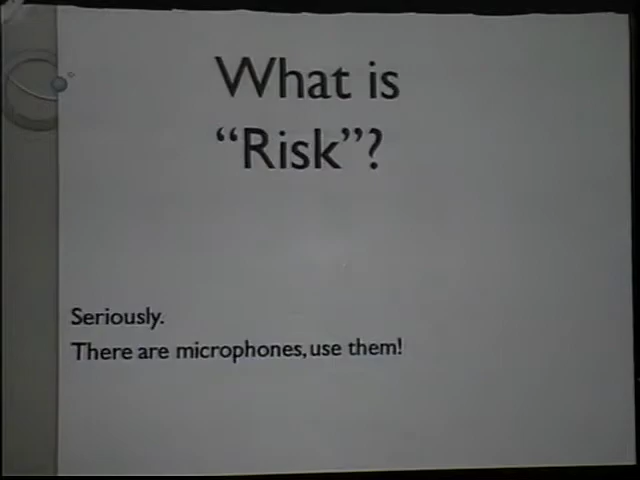 What is
“Risk”?
Seriously.
There are microphones, use them!